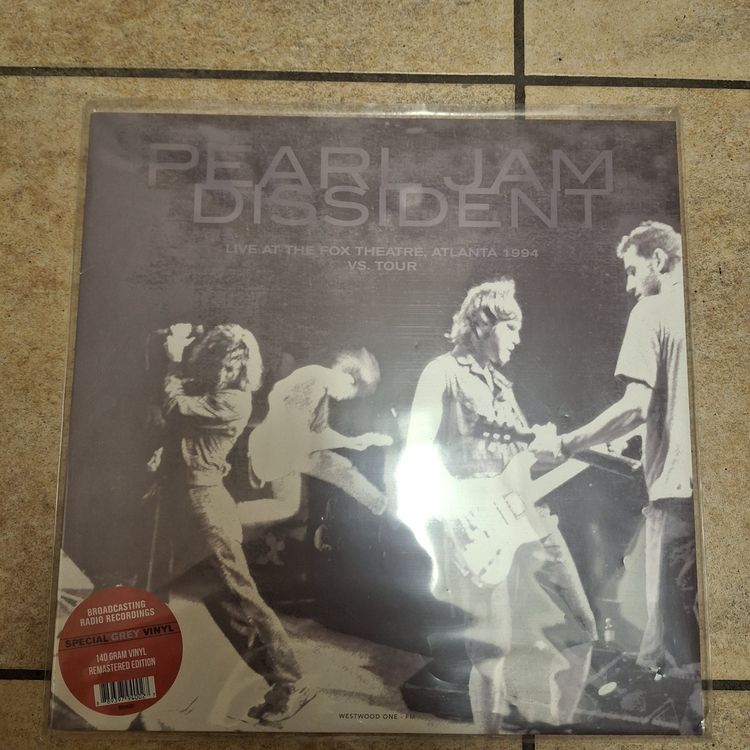 PEARL JAM
DISSIDENT
LIVE AT THE FOX THEATRE, ATLANTA 1994
VS. TOUR
BROADCASTING
RADIO RECORDINGS
SPECIAL GREY VINYL
140 GRAM VINYL
REMASTERED EDITION
WESTWOOD ONE - FM